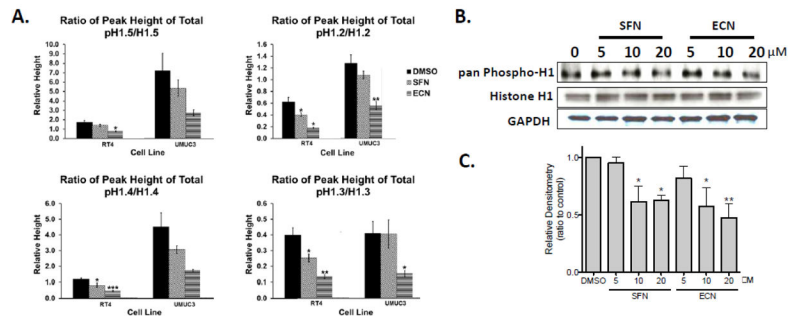 A.
Ratio of Peak Height of Total
pH1.5/H1.5
Relative Height
10.0
9.0
8.0
7.0
6.0
5.0
4.0
3.0
2.0
1.0
0.0
*
RT4
UMUC3
Cell Line
Ratio of Peak Height of Total
pH1.2/H1.2
Relative Height
1.6
1.4
1.2
1.0
0.8
0.6
0.4
0.2
0.0
*
*
**
RT4
UMUC3
Cell Line
DMSO
SFN
ECN
Ratio of Peak Height of Total
pH1.4/H1.4
Relative Height
6.0
5.0
4.0
3.0
2.0
1.0
0.0
*
***
RT4
UMUC3
Cell Line
Ratio of Peak Height of Total
pH1.3/H1.3
Relative Height
0.6
0.5
0.4
0.3
0.2
0.1
0.0
*
**
*
RT4
UMUC3
Cell Line
B.
SFN ECN
0 5 10 20 5 10 20 μM
pan Phospho-H1
Histone H1
GAPDH
C.
Relative Densitometry
(ratio to control)
1.0
0.5
0.0
* * * **
DMSO 5 10 20 5 10 20 □M
SFN ECN